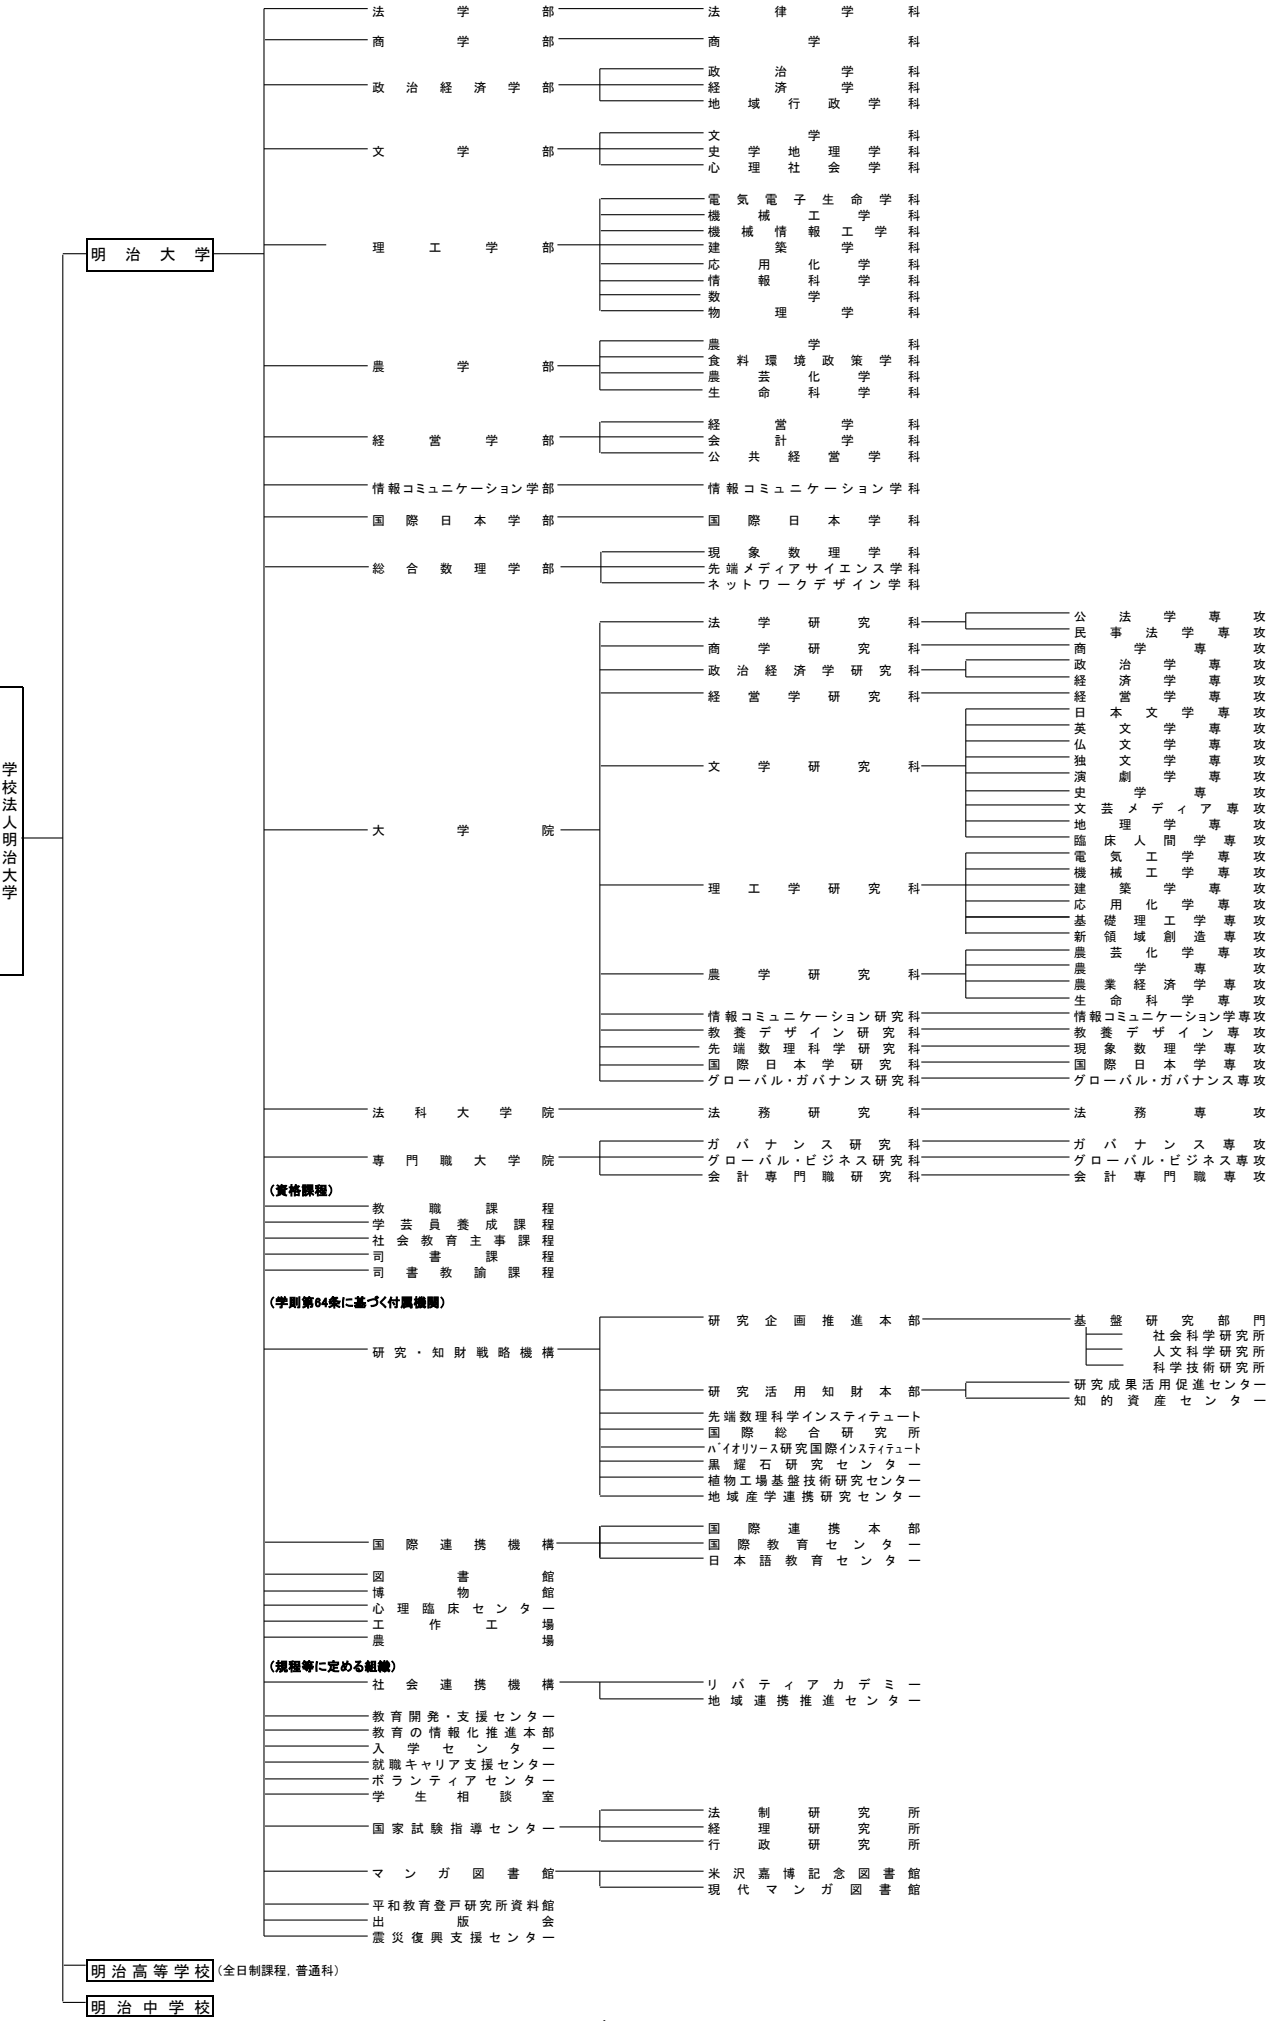 学校法人明治大学
明治大学
法学部 法律学科
商学部 商学科
政治経済学部 政治学科
経済学科
地域行政学科
文学部 文学科
史学地理学科
心理社会学科
理工学部 電気電子生命学科
機械工学科
機械情報工学科
建築学科
応用化学科
情報科学科
数学科
物理学科
農学部 農学科
食料環境政策学科
農芸化学科
生命科学科
経営学部 経営学科
会計学科
公共経営学科
情報コミュニケーション学部 情報コミュニケーション学科
国際日本学部 国際日本学科
総合数理学部 現象数理学科
先端メディアサイエンス学科
ネットワークデザイン学科
大学院 法学研究科 公法学専攻
民事法学専攻
商学研究科 商学専攻
政治経済学研究科 政治学専攻
経済学専攻
経営学研究科 経営学専攻
文学研究科 日本文学専攻
英文学専攻
仏文学専攻
独文学専攻
演劇学専攻
史学専攻
文芸メディア専攻
地理学専攻
臨床人間学専攻
理工学研究科 電気工学専攻
機械工学専攻
建築学専攻
応用化学専攻
基礎理工学専攻
新領域創造専攻
農学研究科 農芸化学専攻
農学専攻
農業経済学専攻
生命科学専攻
情報コミュニケーション研究科 情報コミュニケーション学専攻
教養デザイン研究科 教養デザイン専攻
先端数理科学研究科 現象数理学専攻
国際日本学研究科 国際日本学専攻
グローバル・ガバナンス研究科 グローバル・ガバナンス専攻
法科大学院 法務研究科 法務専攻
専門職大学院 ガバナンス研究科 ガバナンス専攻
グローバル・ビジネス研究科 グローバル・ビジネス専攻
会計専門職研究科 会計専門職専攻
(資格課程)
教職課程
学芸員養成課程
社会教育主事課程
司書課程
司書教諭課程
(学則第64条に基づく付属機関)
研究・知財戦略機構 研究企画推進本部 基盤研究部門
社会科学研究所
人文科学研究所
科学技術研究所
研究活用知財本部 研究成果活用促進センター
知的資産センター
先端数理科学インスティテュート
国際総合研究所
バイオリソース研究国際インスティテュート
黒耀石研究センター
植物工場基盤技術研究センター
地域産学連携研究センター
国際連携機構 国際連携本部
国際教育センター
日本語教育センター
図書館
博物館
心理臨床センター
工作工場
農場
(規程等に定める組織)
社会連携機構 リバティアカデミー
地域連携推進センター
教育開発・支援センター
教育の情報化推進本部
入学センター
就職キャリア支援センター
ボランティアセンター
学生相談室
国家試験指導センター 法制研究所
経理研究所
行政研究所
マンガ図書館 米沢嘉博記念図書館
現代マンガ図書館
平和教育登戸研究所資料館
出版会
震災復興支援センター
明治高等学校 (全日制課程, 普通科)
明治中学校